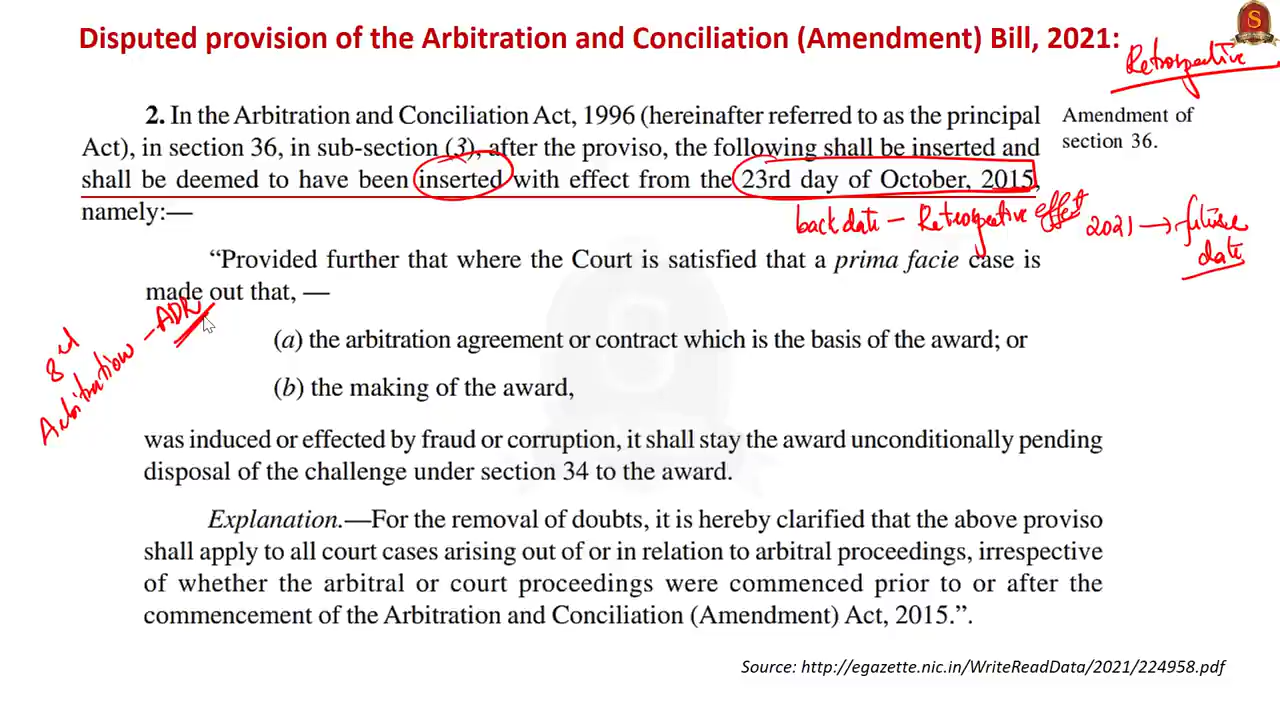 S
Disputed provision of the Arbitration and Conciliation (Amendment) Bill, 2021:
Retrospective
2. In the Arbitration and Conciliation Act, 1996 (hereinafter referred to as the principal
Act), in section 36, in sub-section (3), after the proviso, the following shall be inserted and
shall be deemed to have been inserted with effect from the 23rd day of October, 2015,
namely:—
Amendment of
section 36.
back date – Retrospective effect
2021 → future
date
“Provided further that where the Court is satisfied that a prima facie case is
made out that, —
Arbitration – ADR
(a) the arbitration agreement or contract which is the basis of the award; or
(b) the making of the award,
was induced or effected by fraud or corruption, it shall stay the award unconditionally pending
disposal of the challenge under section 34 to the award.
Explanation.—For the removal of doubts, it is hereby clarified that the above proviso
shall apply to all court cases arising out of or in relation to arbitral proceedings, irrespective
of whether the arbitral or court proceedings were commenced prior to or after the
commencement of the Arbitration and Conciliation (Amendment) Act, 2015.”.
Source: http://egazette.nic.in/WriteReadData/2021/224958.pdf